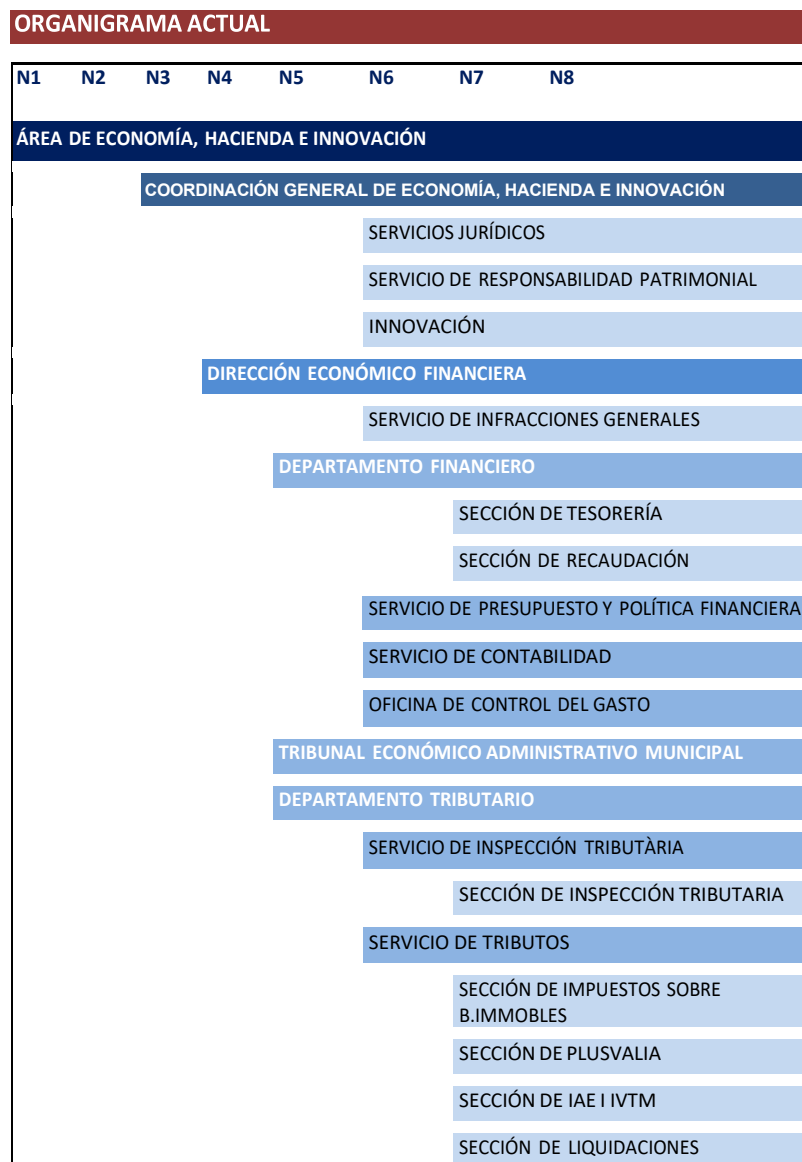 ORGANIGRAMA ACTUAL
N1 N2 N3 N4 N5 N6 N7 N8
ÁREA DE ECONOMÍA, HACIENDA E INNOVACIÓN
COORDINACIÓN GENERAL DE ECONOMÍA, HACIENDA E INNOVACIÓN
SERVICIOS JURÍDICOS
SERVICIO DE RESPONSABILIDAD PATRIMONIAL
INNOVACIÓN
DIRECCIÓN ECONÓMICO FINANCIERA
SERVICIO DE INFRACCIONES GENERALES
DEPARTAMENTO FINANCIERO
SECCIÓN DE TESORERÍA
SECCIÓN DE RECAUDACIÓN
SERVICIO DE PRESUPUESTO Y POLÍTICA FINANCIERA
SERVICIO DE CONTABILIDAD
OFICINA DE CONTROL DEL GASTO
TRIBUNAL ECONÓMICO ADMINISTRATIVO MUNICIPAL
DEPARTAMENTO TRIBUTARIO
SERVICIO DE INSPECCIÓN TRIBUTÀRIA
SECCIÓN DE INSPECCIÓN TRIBUTARIA
SERVICIO DE TRIBUTOS
SECCIÓN DE IMPUESTOS SOBRE
B.IMMOBLES
SECCIÓN DE PLUSVALIA
SECCIÓN DE IAE I IVTM
SECCIÓN DE LIQUIDACIONES